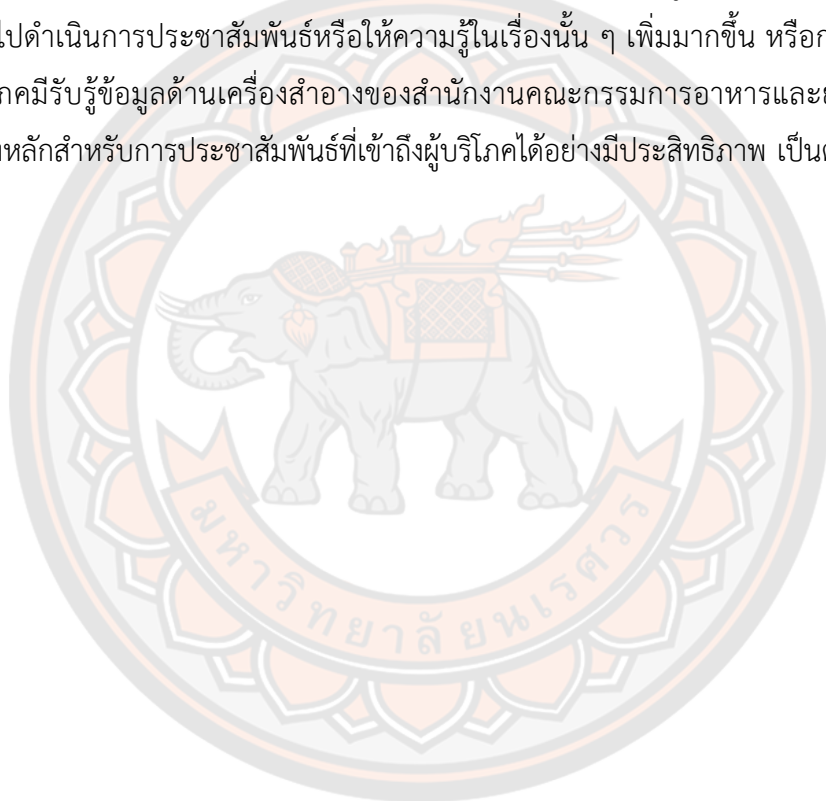 ไปดำเนินการประชาสัมพันธ์หรือให้ความรู้ในเรื่องนั้น ๆ เพิ่มมากขึ้น หรือก
ภคมีรับรู้ข้อมูลด้านเครื่องสำอางของสำนักงานคณะกรรมการอาหารและย
หลักสำหรับการประชาสัมพันธ์ที่เข้าถึงผู้บริโภคได้อย่างมีประสิทธิภาพ เป็นต
มหาวิทยาลัยนเรศวร